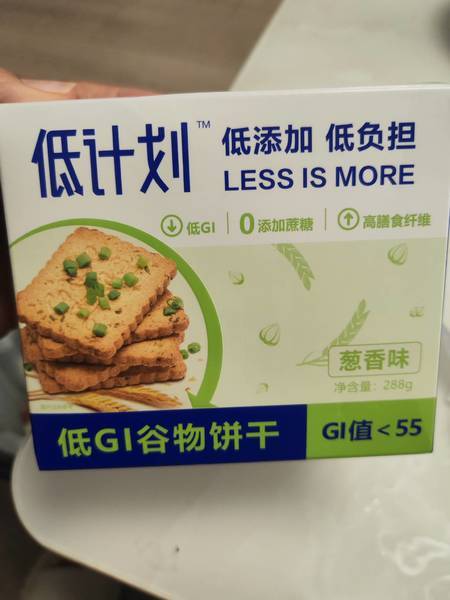 低计划™
低添加 低负担
LESS IS MORE
低GI
0添加蔗糖
高膳食纤维
葱香味
净含量：288g
低GI谷物饼干
GI值<55